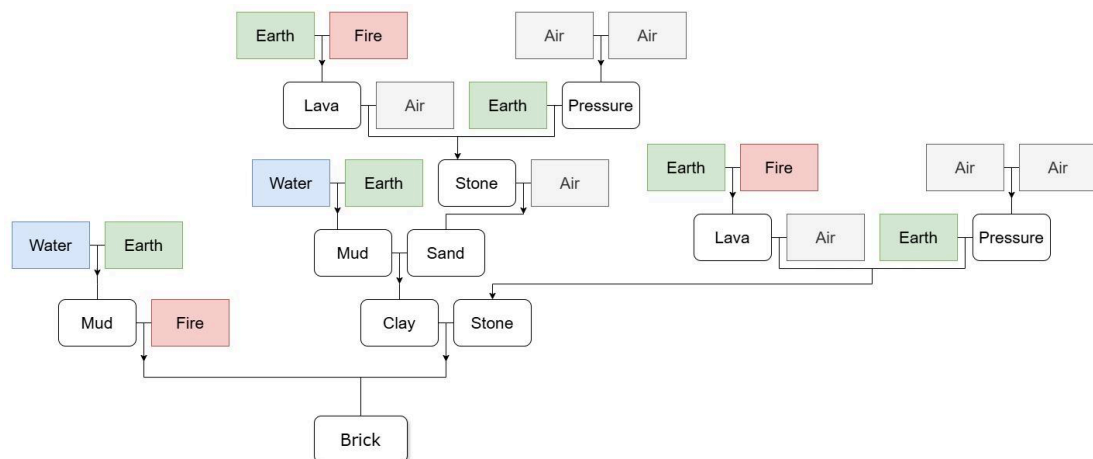 Earth
Fire
Air
Air
Lava
Air
Earth
Pressure
Water
Earth
Stone
Air
Earth
Fire
Air
Air
Water
Earth
Mud
Sand
Lava
Air
Earth
Pressure
Mud
Fire
Clay
Stone
Brick